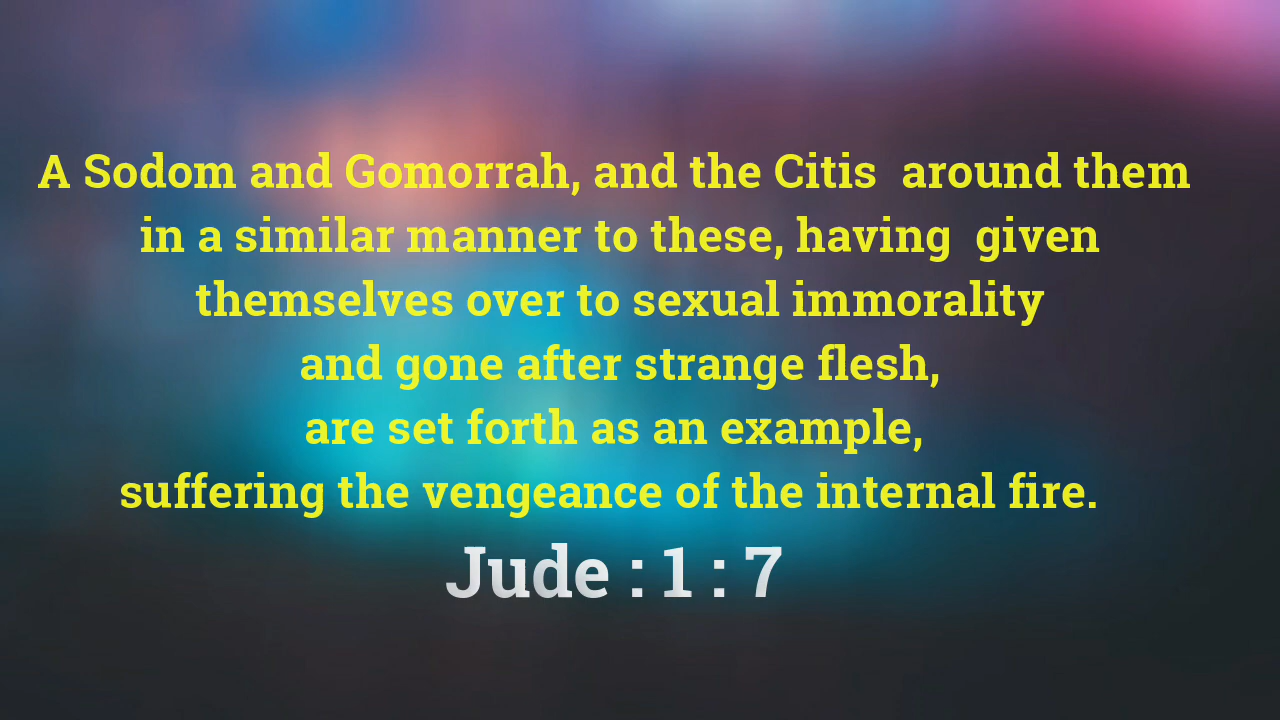 A Sodom and Gomorrah, and the Citis  around them
in a similar manner to these, having  given
themselves over to sexual immorality
and gone after strange flesh,
are set forth as an example,
suffering the vengeance of the internal fire.
Jude : 1 : 7